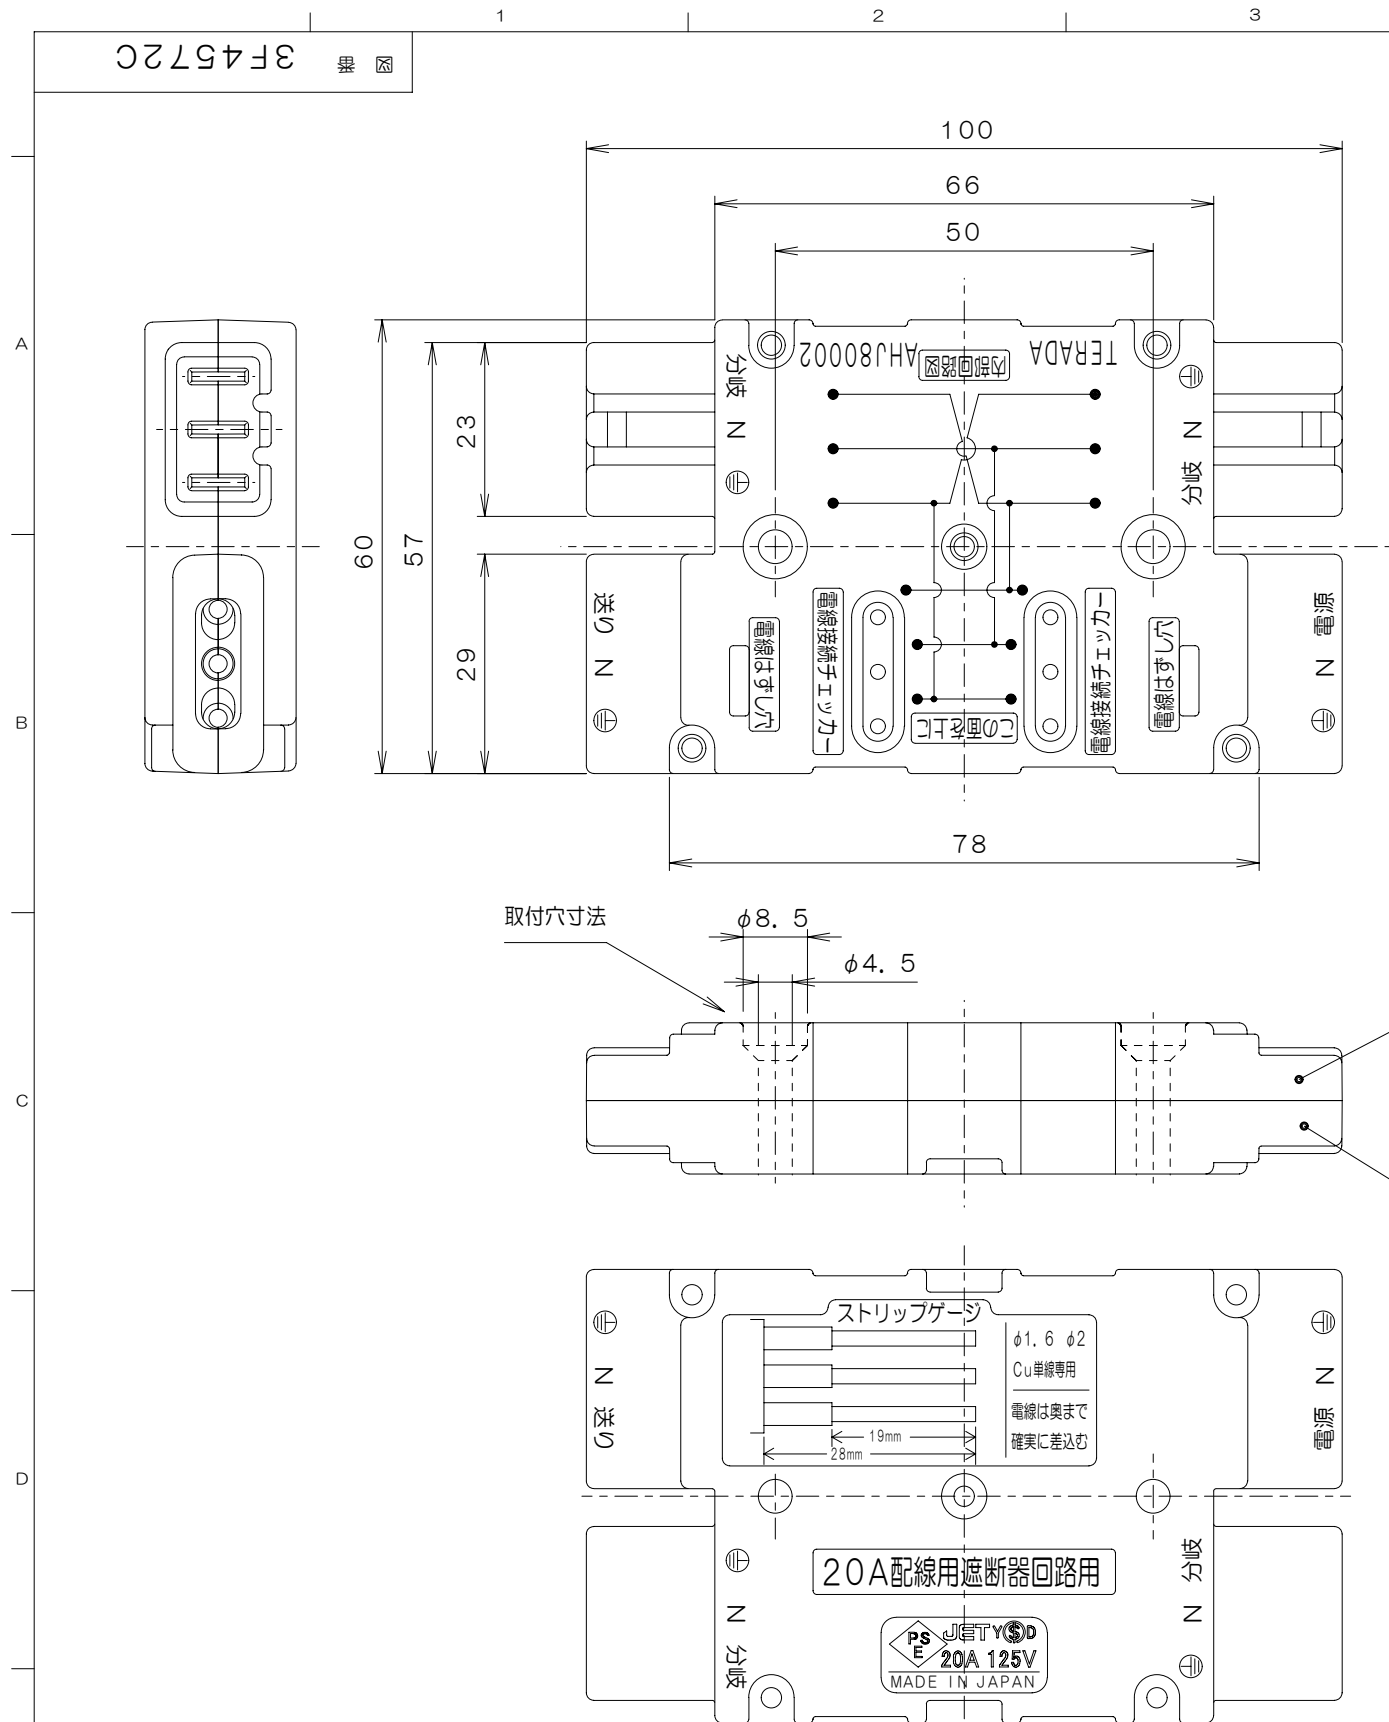 1 2 3
図番 3F4572C
100
66
50
A
TERADA 内部回路図 AHJ80002
分岐 N
分岐 N
23
60
57
29
B
送り N
電源 N
電線はずし穴
電線接続チェッカー
電線接続チェッカー
電線はずし穴
この面を上に
78
取付穴寸法
φ8.5
φ4.5
C
ストリップゲージ
φ1.6 φ2
Cu単線専用
電線は奥まで
確実に差込む
19mm
28mm
N 送り
電源 N
D
20A配線用遮断器回路用
N 分岐
分岐 N
PS
E
JET Y S D
20A 125V
MADE IN JAPAN